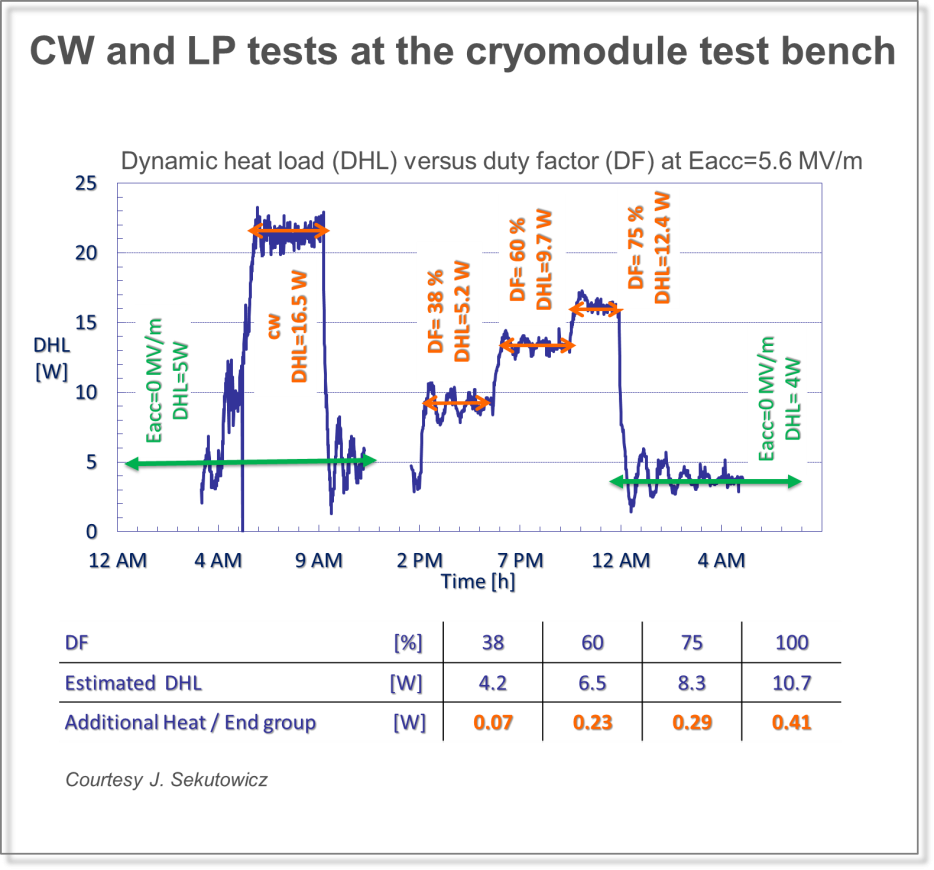 CW and LP tests at the cryomodule test bench
Dynamic heat load (DHL) versus duty factor (DF) at Eacc=5.6 MV/m
25
20
15
10
5
0
DHL
[W]
Eacc=0 MV/m
DHL=5W
cw
DHL=16.5 W
DF= 38 %
DHL=5.2 W
DF= 60 %
DHL=9.7 W
DF= 75 %
DHL=12.4 W
Eacc=0 MV/m
DHL= 4W
12 AM 4 AM 9 AM 2 PM 7 PM 12 AM 4 AM
Time [h]
DF [%] 38 60 75 100
Estimated DHL [W] 4.2 6.5 8.3 10.7
Additional Heat / End group [W] 0.07 0.23 0.29 0.41
Courtesy J. Sekutowicz